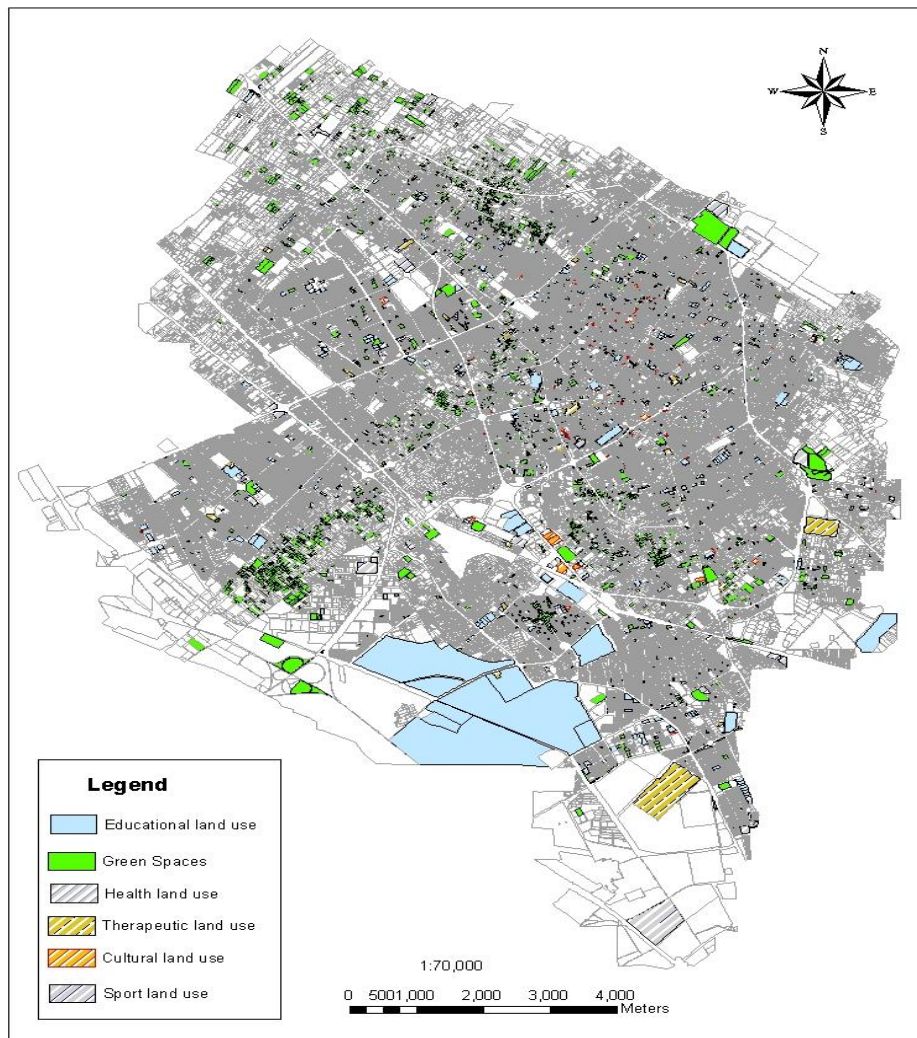 N
W E
S
Legend
Educational land use
Green Spaces
Health land use
Therapeutic land use
Cultural land use
Sport land use
1:70,000
0 5001,000 2,000 3,000 4,000
Meters